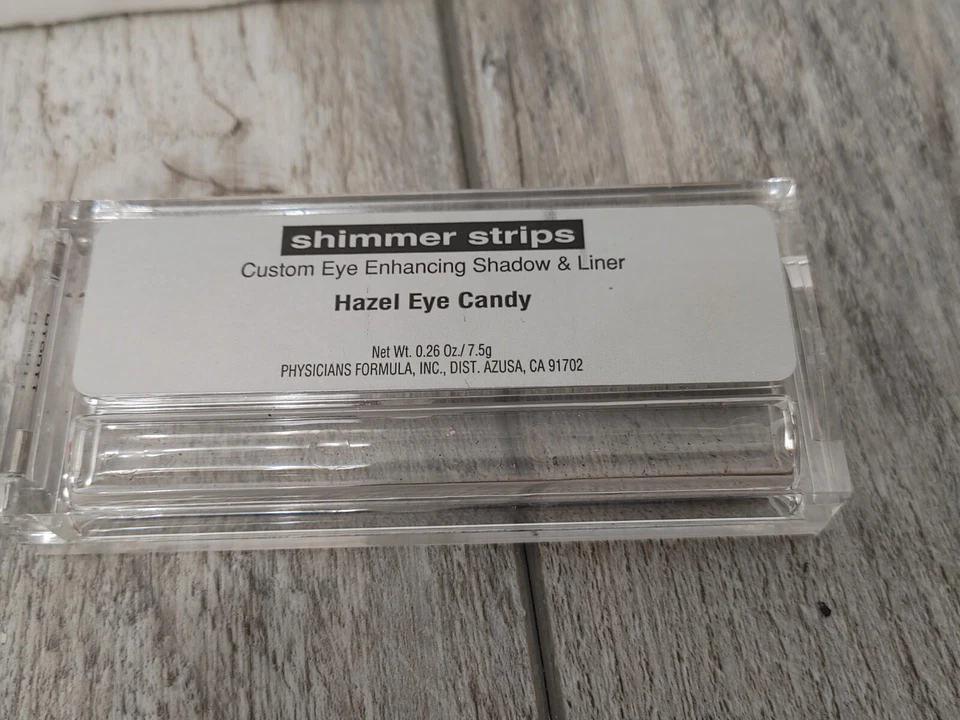 shimmer strips
Custom Eye Enhancing Shadow & Liner
Hazel Eye Candy
Net Wt. 0.26 Oz./ 7.5g
PHYSICIANS FORMULA, INC., DIST. AZUSA, CA 91702